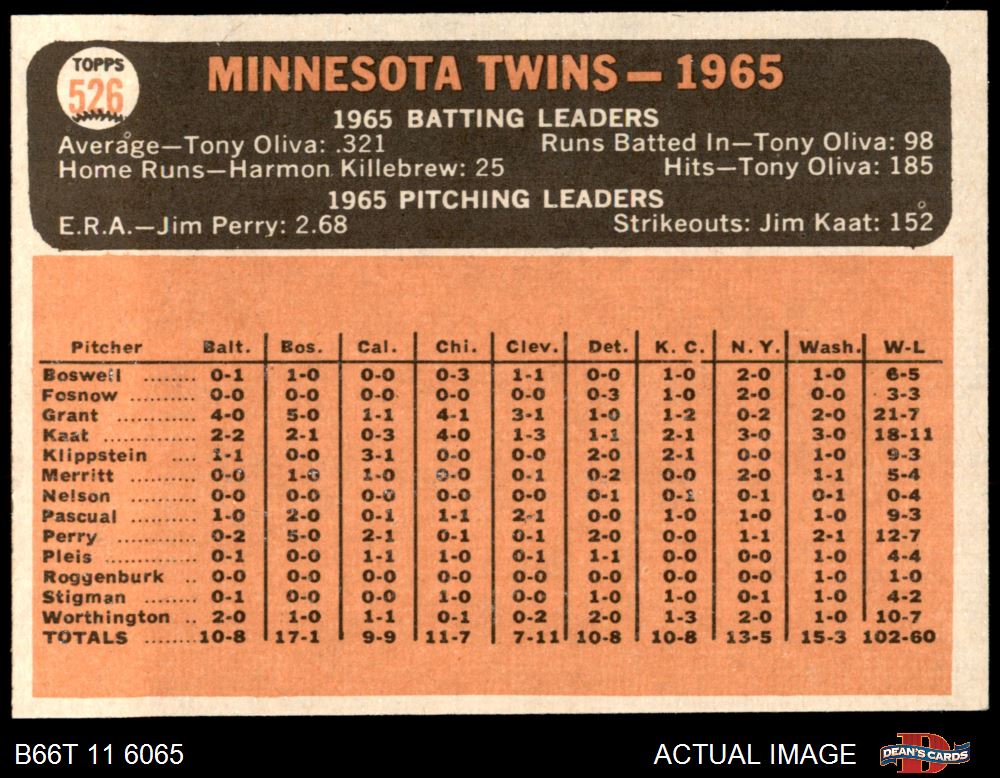 TOPPS
526
MINNESOTA TWINS — 1965
1965 BATTING LEADERS
Average—Tony Oliva: .321 Runs Batted In—Tony Oliva: 98
Home Runs—Harmon Killebrew: 25 Hits—Tony Oliva: 185
1965 PITCHING LEADERS
E.R.A.—Jim Perry: 2.68 Strikeouts: Jim Kaat: 152
Pitcher Balt. Bos. Cal. Chi. Clev. Det. K. C. N. Y. Wash. W-L
Boswell ........ 0-1 1-0 0-0 0-3 1-1 0-0 1-0 2-0 1-0 6-5
Fosnow .......... 0-0 0-0 0-0 0-0 0-0 0-3 1-0 2-0 0-0 3-3
Grant ............ 4-0 5-0 1-1 4-1 3-1 1-0 1-2 0-2 2-0 21-7
Kaat .............. 2-2 2-1 0-3 4-0 1-3 1-1 2-1 3-0 3-0 18-11
Klippstein .... 1-1 0-0 3-1 0-0 0-0 2-0 2-1 0-0 1-0 9-3
Merritt .......... 0-0 1-0 1-0 0-0 0-1 0-2 0-0 2-0 1-1 5-4
Nelson .......... 0-0 0-0 0-0 0-0 0-0 0-1 0-1 0-1 0-1 0-4
Pascual .......... 1-0 2-0 0-1 1-1 2-1 0-0 1-0 1-0 1-0 9-3
Perry ............ 0-2 5-0 2-1 0-1 0-1 2-0 0-0 1-1 2-1 12-7
Pleis .............. 0-1 0-0 1-1 1-0 0-1 1-1 0-0 0-0 1-0 4-4
Roggenburk .. 0-0 0-0 0-0 0-0 0-0 0-0 0-0 0-0 1-0 1-0
Stigman ........ 0-1 0-0 0-0 1-0 0-0 1-0 1-0 0-1 1-0 4-2
Worthington .. 2-0 1-0 1-1 0-1 0-2 2-0 1-3 2-0 1-0 10-7
TOTALS ........ 10-8 17-1 9-9 11-7 7-11 10-8 10-8 13-5 15-3 102-60
B66T 11 6065 ACTUAL IMAGE DEAN'S CARDS